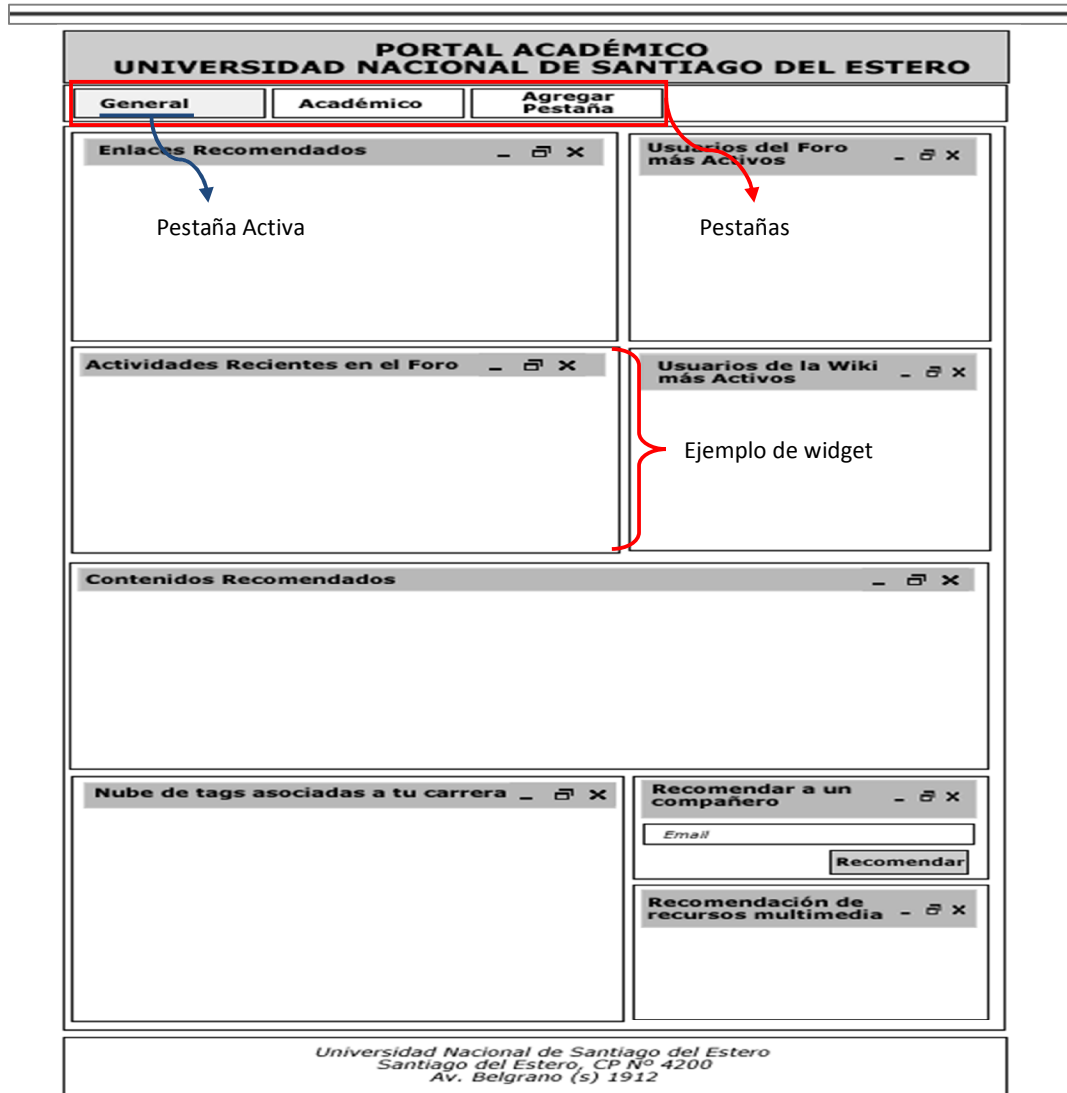 PORTAL ACADÉMICO
UNIVERSIDAD NACIONAL DE SANTIAGO DEL ESTERO
General
Académico
Agregar
Pestaña
Enlaces Recomendados
Usuarios del Foro
más Activos
Pestaña Activa
Pestañas
Actividades Recientes en el Foro
Usuarios de la Wiki
más Activos
Ejemplo de widget
Contenidos Recomendados
Nube de tags asociadas a tu carrera
Recomendar a un
compañero
Email
Recomendar
Recomendación de
recursos multimedia
Universidad Nacional de Santiago del Estero
Santiago del Estero, CP Nº 4200
Av. Belgrano (s) 1912